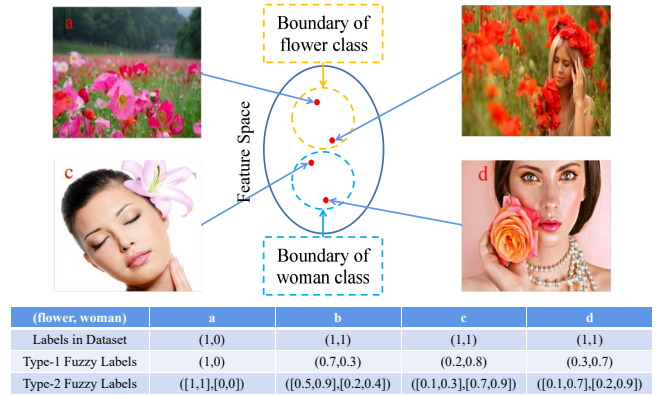 a
Boundary of
flower class
Feature Space
c
d
Boundary of
woman class
(flower, woman) a b c d
Labels in Dataset (1,0) (1,1) (1,1) (1,1)
Type-1 Fuzzy Labels (1,0) (0.7,0.3) (0.2,0.8) (0.3,0.7)
Type-2 Fuzzy Labels ([1,1],[0,0]) ([0.5,0.9],[0.2,0.4]) ([0.1,0.3],[0.7,0.9]) ([0.1,0.7],[0.2,0.9])